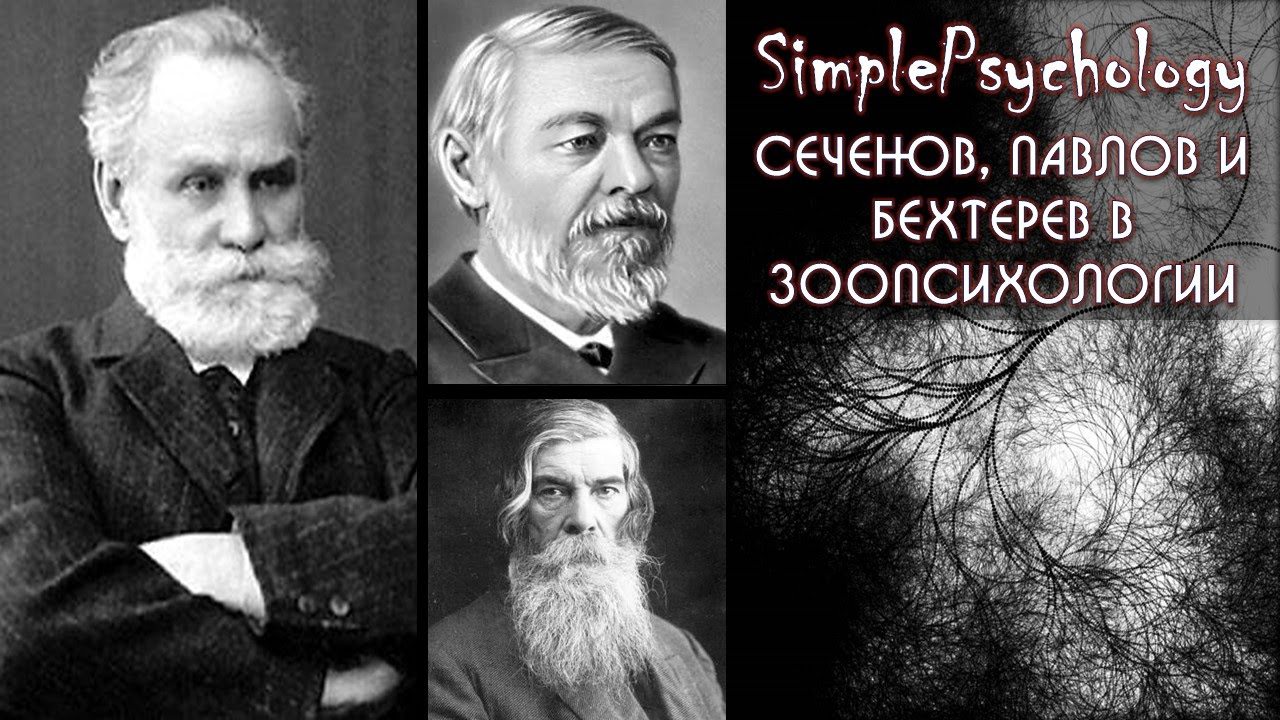 SimplePsychology
СЕЧЕНОВ, ПАВЛОВ И
БЕХТЕРЕВ В
ЗООПСИХОЛОГИИ